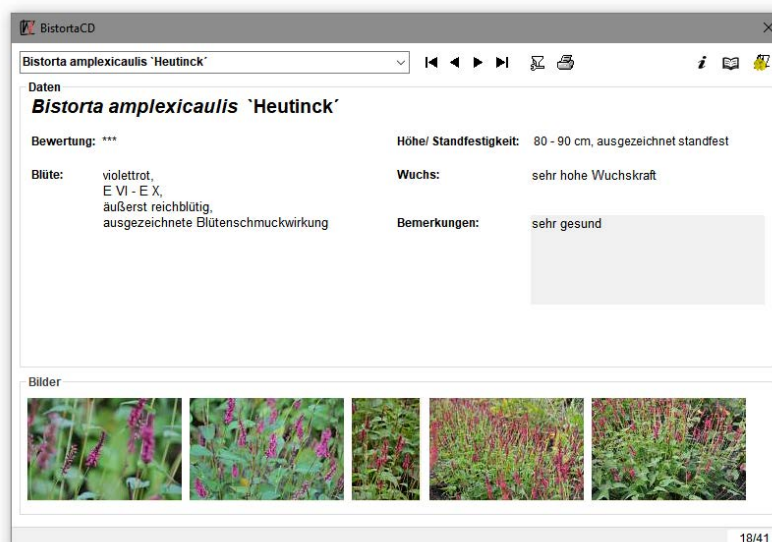 BistortaCD
Bistorta amplexicaulis `Heutinck´
Daten
Bistorta amplexicaulis `Heutinck´
Bewertung: ***
Höhe/ Standfestigkeit: 80 - 90 cm, ausgezeichnet standfest
Blüte: violettrot,
E VI - E X,
äußerst reichblütig,
ausgezeichnete Blütenschmuckwirkung
Wuchs: sehr hohe Wuchskraft
Bemerkungen: sehr gesund
Bilder
18/41